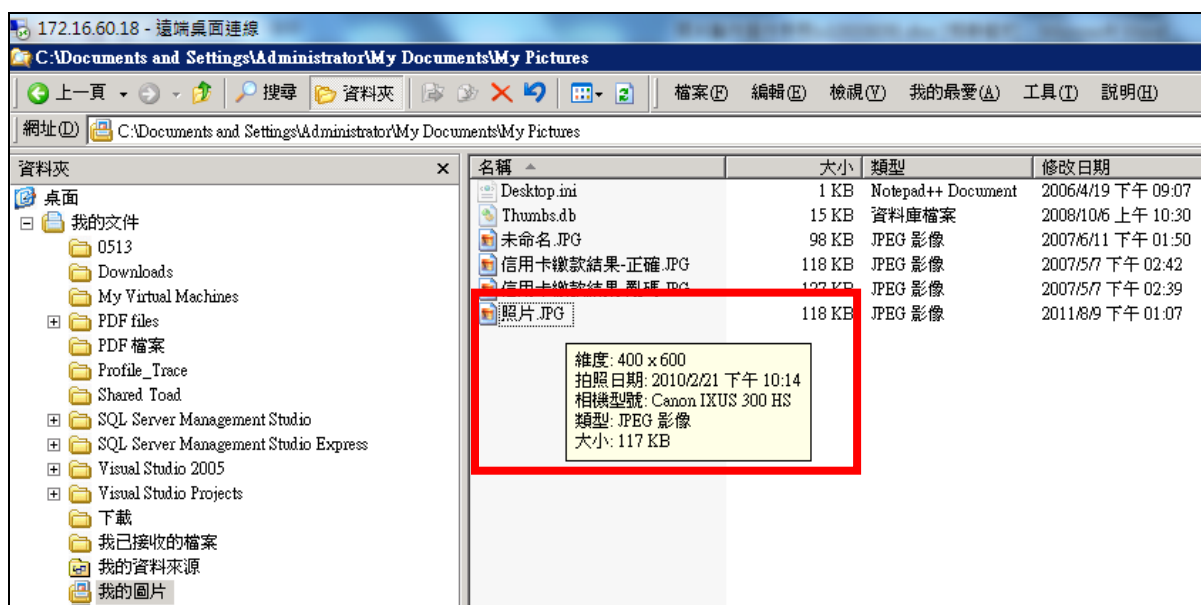 172.16.60.18 - 遠端桌面連線
C:\Documents and Settings\Administrator\My Documents\My Pictures
上一頁 搜尋 資料夾 檔案(F) 編輯(E) 檢視(V) 我的最愛(A) 工具(T) 說明(H)
網址(D) C:\Documents and Settings\Administrator\My Documents\My Pictures
資料夾 x
桌面
我的文件
0513
Downloads
My Virtual Machines
PDF files
PDF 檔案
Profile_Trace
Shared Toad
SQL Server Management Studio
SQL Server Management Studio Express
Visual Studio 2005
Visual Studio Projects
下載
我已接收的檔案
我的資料來源
我的圖片
名稱 大小 類型 修改日期
Desktop.ini 1 KB Notepad++ Document 2006/4/19 下午 09:07
Thumbs.db 15 KB 資料庫檔案 2008/10/6 上午 10:30
未命名.JPG 98 KB JPEG 影像 2007/6/11 下午 01:50
信用卡繳款結果-正確.JPG 118 KB JPEG 影像 2007/5/7 下午 02:42
信用卡繳款結果-亂碼.JPG 127 KB JPEG 影像 2007/5/7 下午 02:39
照片.JPG 118 KB JPEG 影像 2011/8/9 下午 01:07
維度: 400 x 600
拍照日期: 2010/2/21 下午 10:14
相機型號: Canon IXUS 300 HS
類型: JPEG 影像
大小: 117 KB